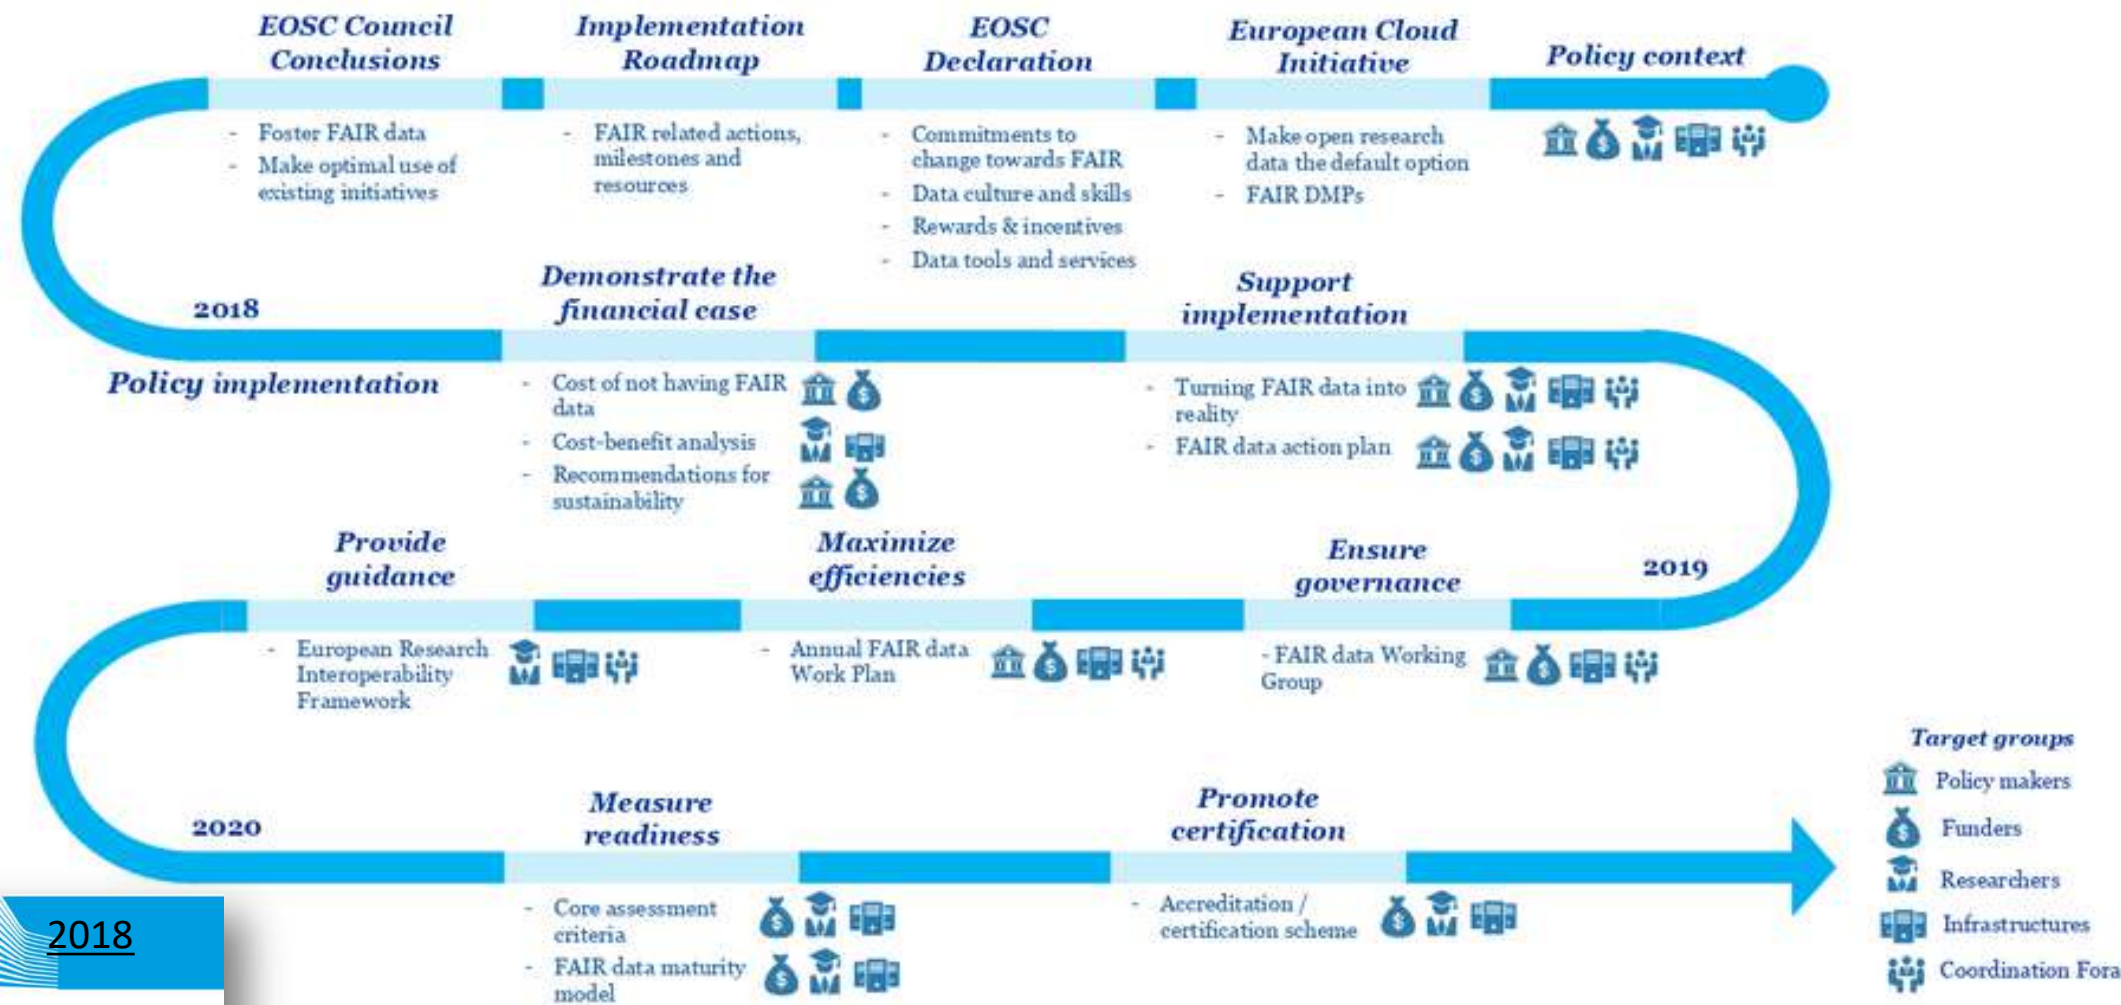 EOSC Council
Conclusions
- Foster FAIR data
- Make optimal use of
existing initiatives
Implementation
Roadmap
- FAIR related actions,
milestones and
resources
EOSC
Declaration
- Commitments to
change towards FAIR
- Data culture and skills
- Rewards & incentives
- Data tools and services
European Cloud
Initiative
- Make open research
data the default option
- FAIR DMPs
Policy context
2018
Policy implementation
Demonstrate the
financial case
- Cost of not having FAIR
data
- Cost-benefit analysis
- Recommendations for
sustainability
Support
implementation
- Turning FAIR data into
reality
- FAIR data action plan
2019
Provide
guidance
- European Research
Interoperability
Framework
Maximize
efficiencies
- Annual FAIR data
Work Plan
Ensure
governance
- FAIR data Working
Group
2020
Measure
readiness
- Core assessment
criteria
- FAIR data maturity
model
Promote
certification
- Accreditation /
certification scheme
Target groups
Policy makers
Funders
Researchers
Infrastructures
Coordination Fora
2018